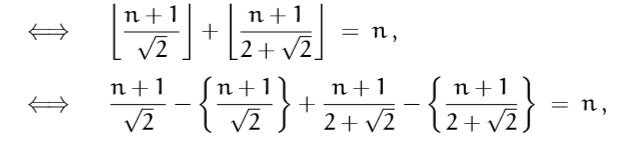 ⟺ ⌊(n + 1)/√2⌋ + ⌊(n + 1)/(2 + √2)⌋ = n ,
⟺ (n + 1)/√2 − {(n + 1)/√2} + (n + 1)/(2 + √2) − {(n + 1)/(2 + √2)} = n ,